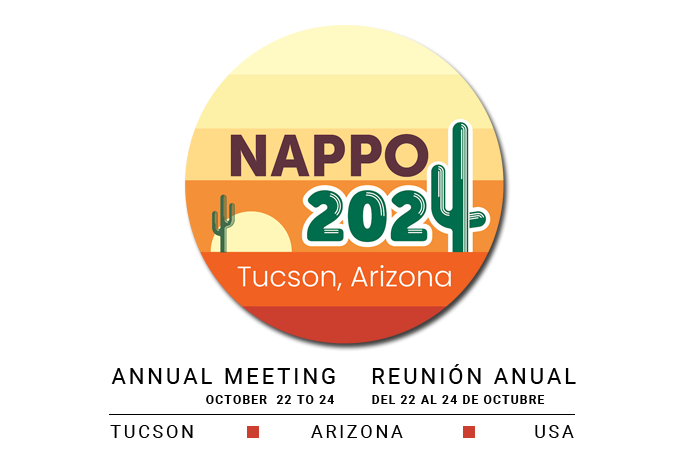 NAPPO
2024
Tucson, Arizona
ANNUAL MEETING REUNIÓN ANUAL
OCTOBER 22 TO 24 DEL 22 AL 24 DE OCTUBRE
TUCSON ARIZONA USA